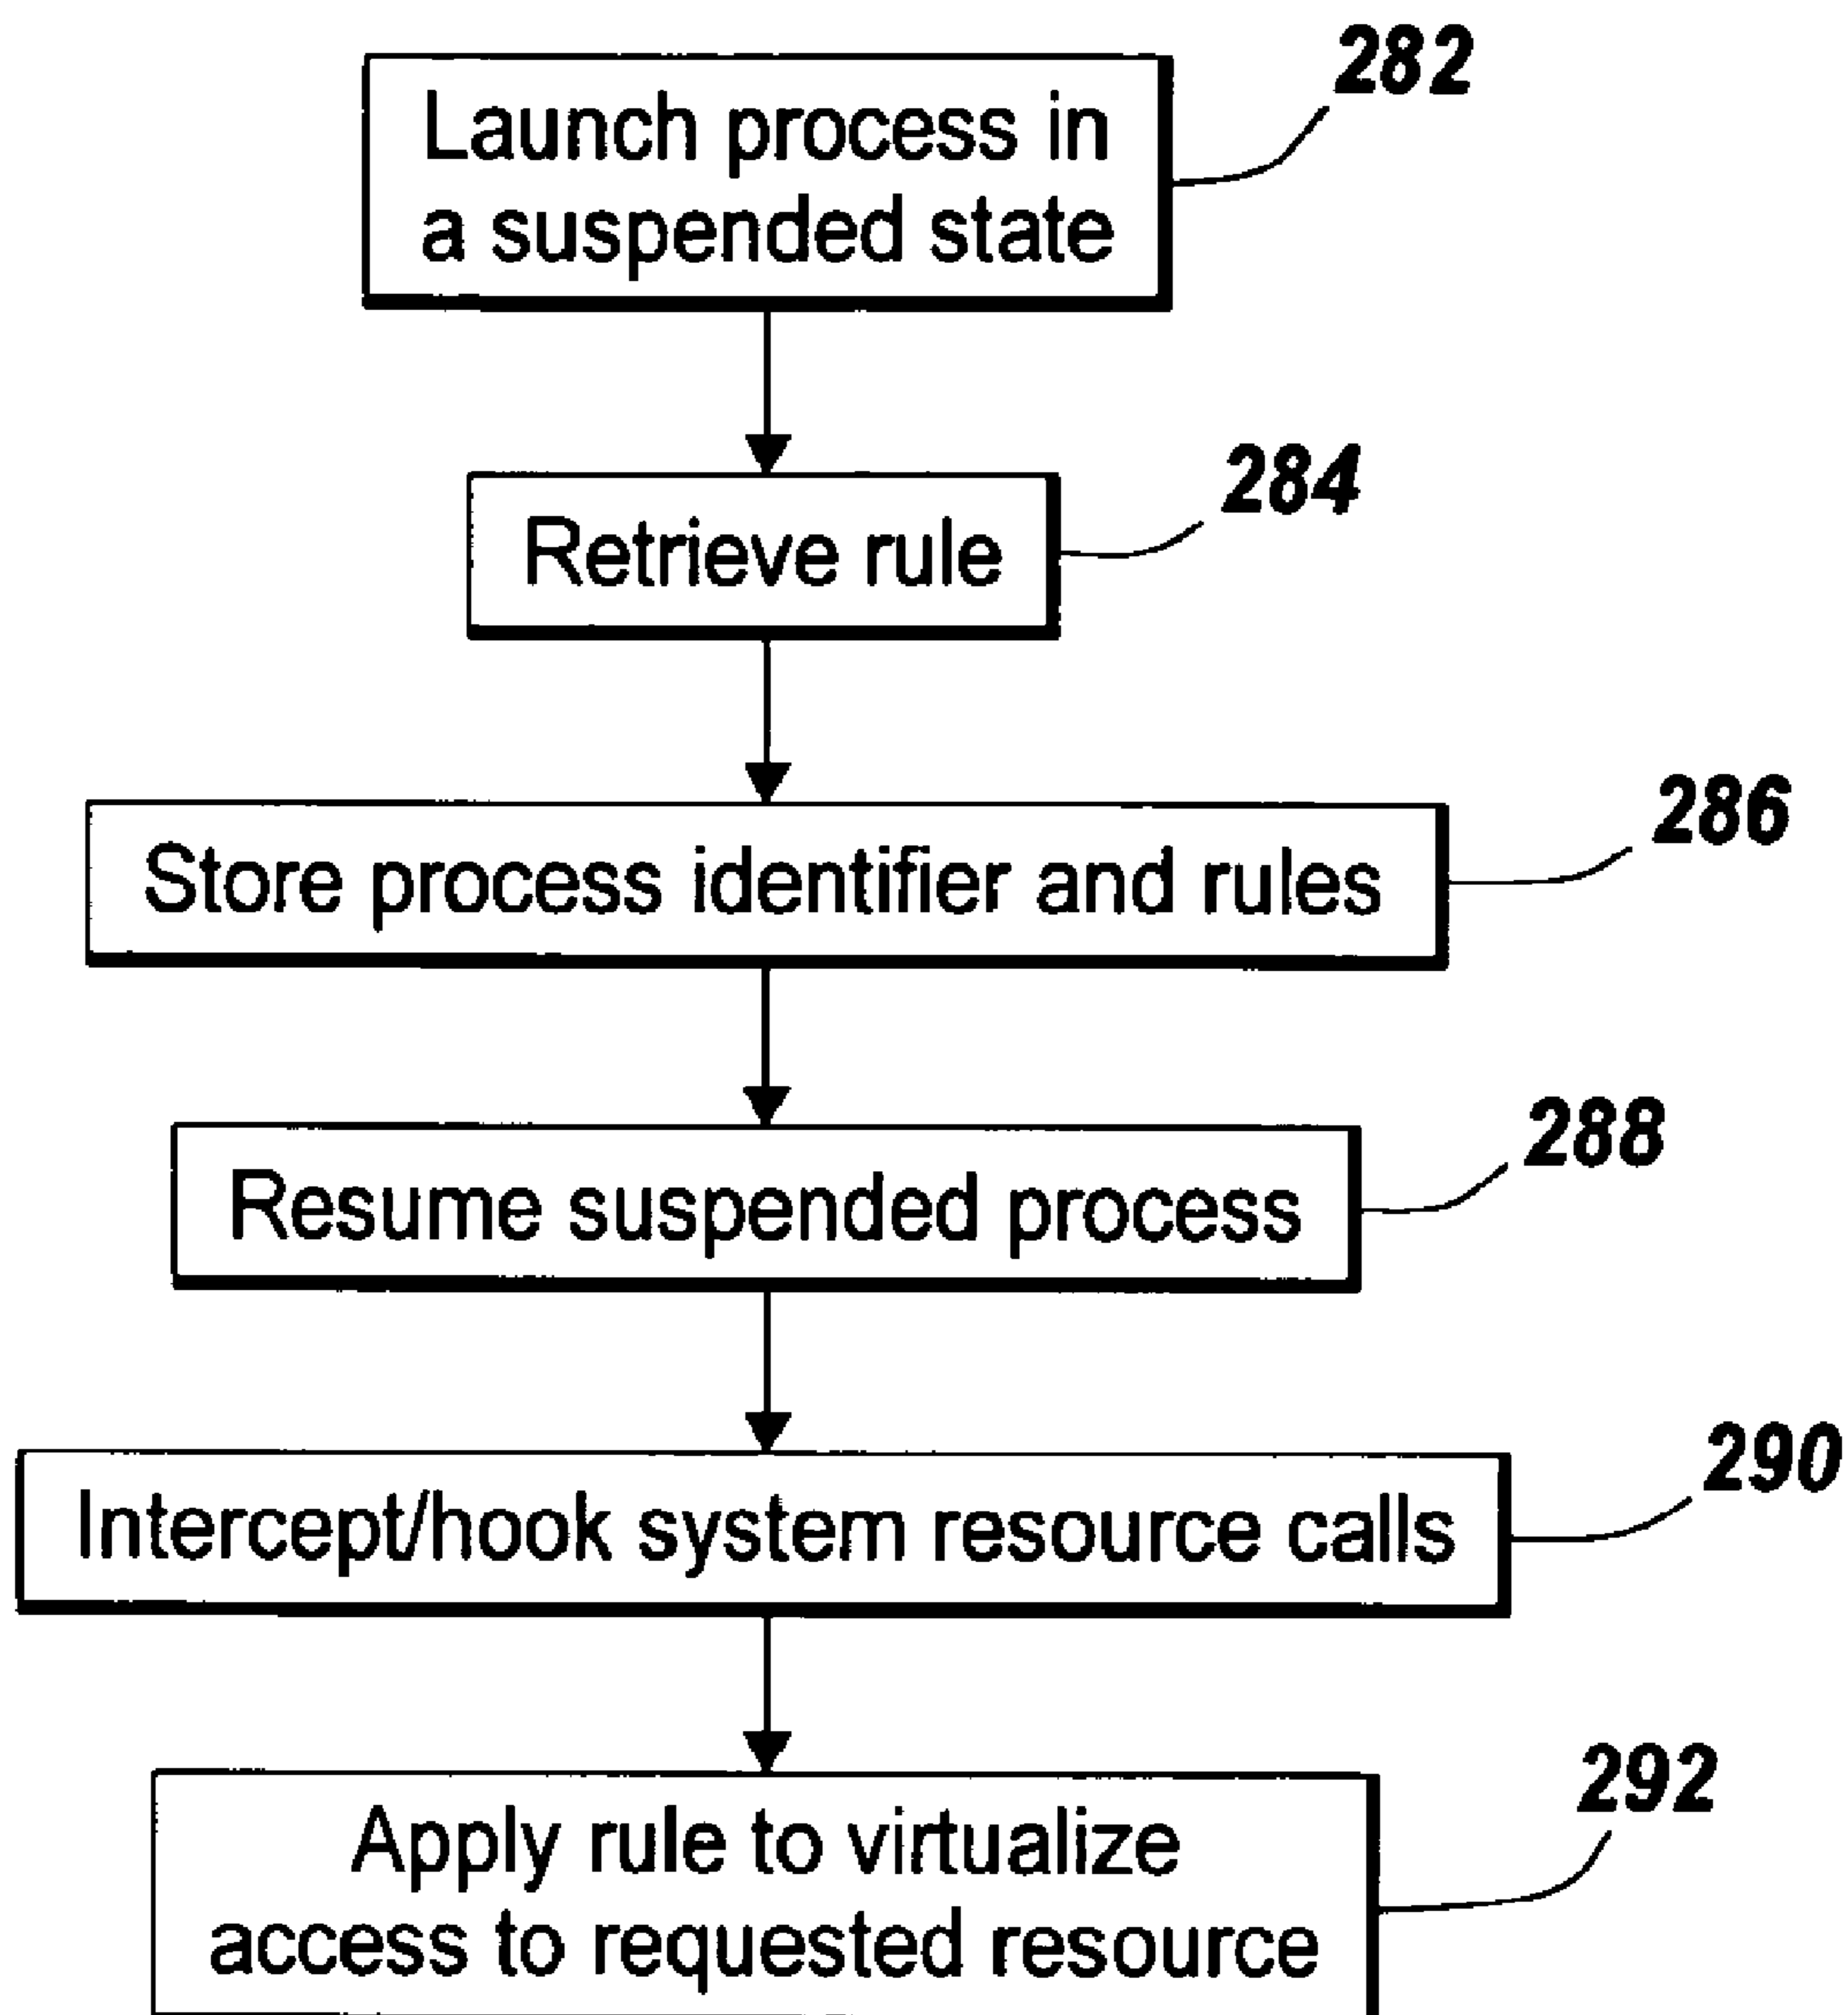 282
Launch process in
a suspended state
284
Retrieve rule
286
Store process identifier and rules
288
Resume suspended process
290
Intercept/hook system resource calls
292
Apply rule to virtualize
access to requested resource